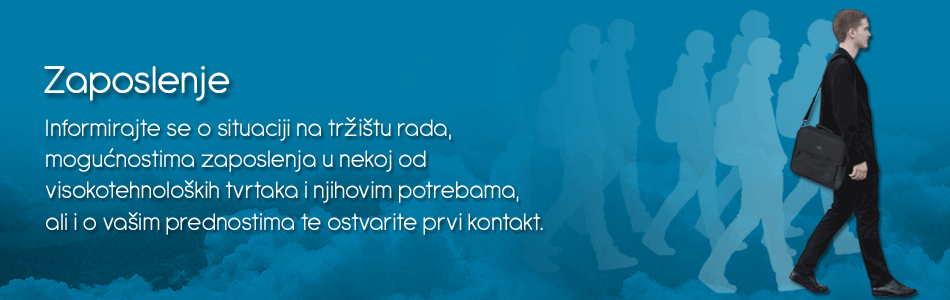 Zaposlenje
Informirajte se o situaciji na tržištu rada,
mogućnostima zaposlenja u nekoj od
visokotehnoloških tvrtaka i njihovim potrebama,
ali i o vašim prednostima te ostvarite prvi kontakt.